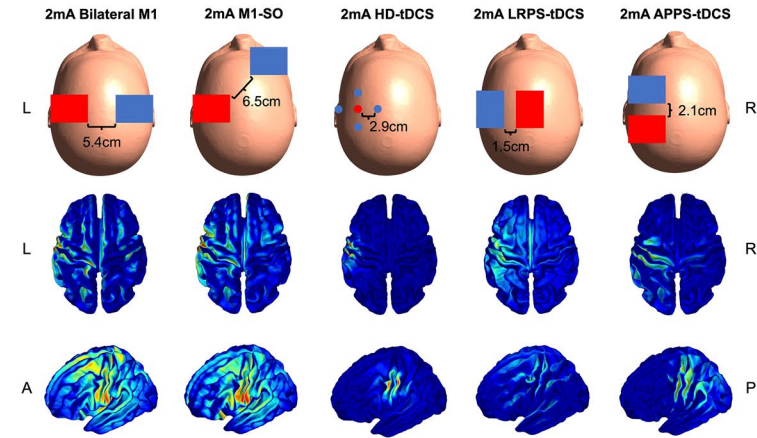 2mA Bilateral M1
2mA M1-SO
2mA HD-tDCS
2mA LRPS-tDCS
2mA APPS-tDCS
L
5.4cm
6.5cm
2.9cm
1.5cm
2.1cm
R
L
R
A
P